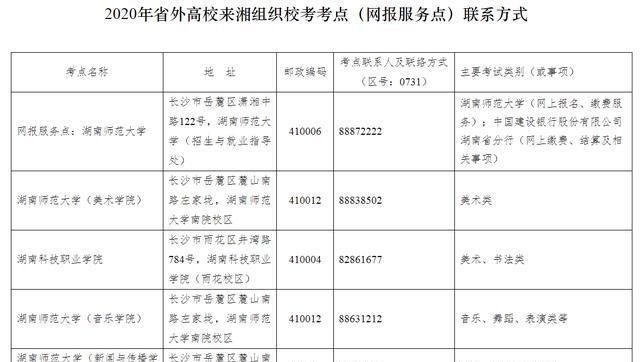 2020年省外高校来湘组织校考考点（网报服务点）联系方式
考点名称
地 址
邮政编码
考点联系人及联络方式
（区号：0731）
主要考试类别（或事项）
网报服务点：湖南师范大学
长沙市岳麓区潇湘中
路122号，湖南师范大
学（招生与就业指导
处）
410006
88872222
湖南师范大学（网上报名、缴费服
务）；中国建设银行股份有限公司
湖南省分行（网上缴费、结算及相
关事项）
湖南师范大学（美术学院）
长沙市岳麓区麓山南
路左家垅，湖南师范
大学南院校区
410012
88838502
美术类
湖南科技职业学院
长沙市雨花区井湾路
784号，湖南科技职业
学院（雨花校区）
410004
82861677
美术、书法类
湖南师范大学（音乐学院）
长沙市岳麓区麓山南
路左家垅，湖南师范
大学南院校区
410012
88631212
音乐、舞蹈、表演类等
湖南师范大学（新闻与传播学
长沙市岳麓区麓山南